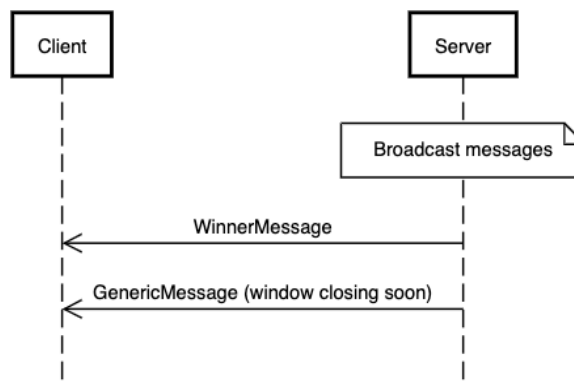 Client
Server
Broadcast messages
WinnerMessage
GenericMessage (window closing soon)